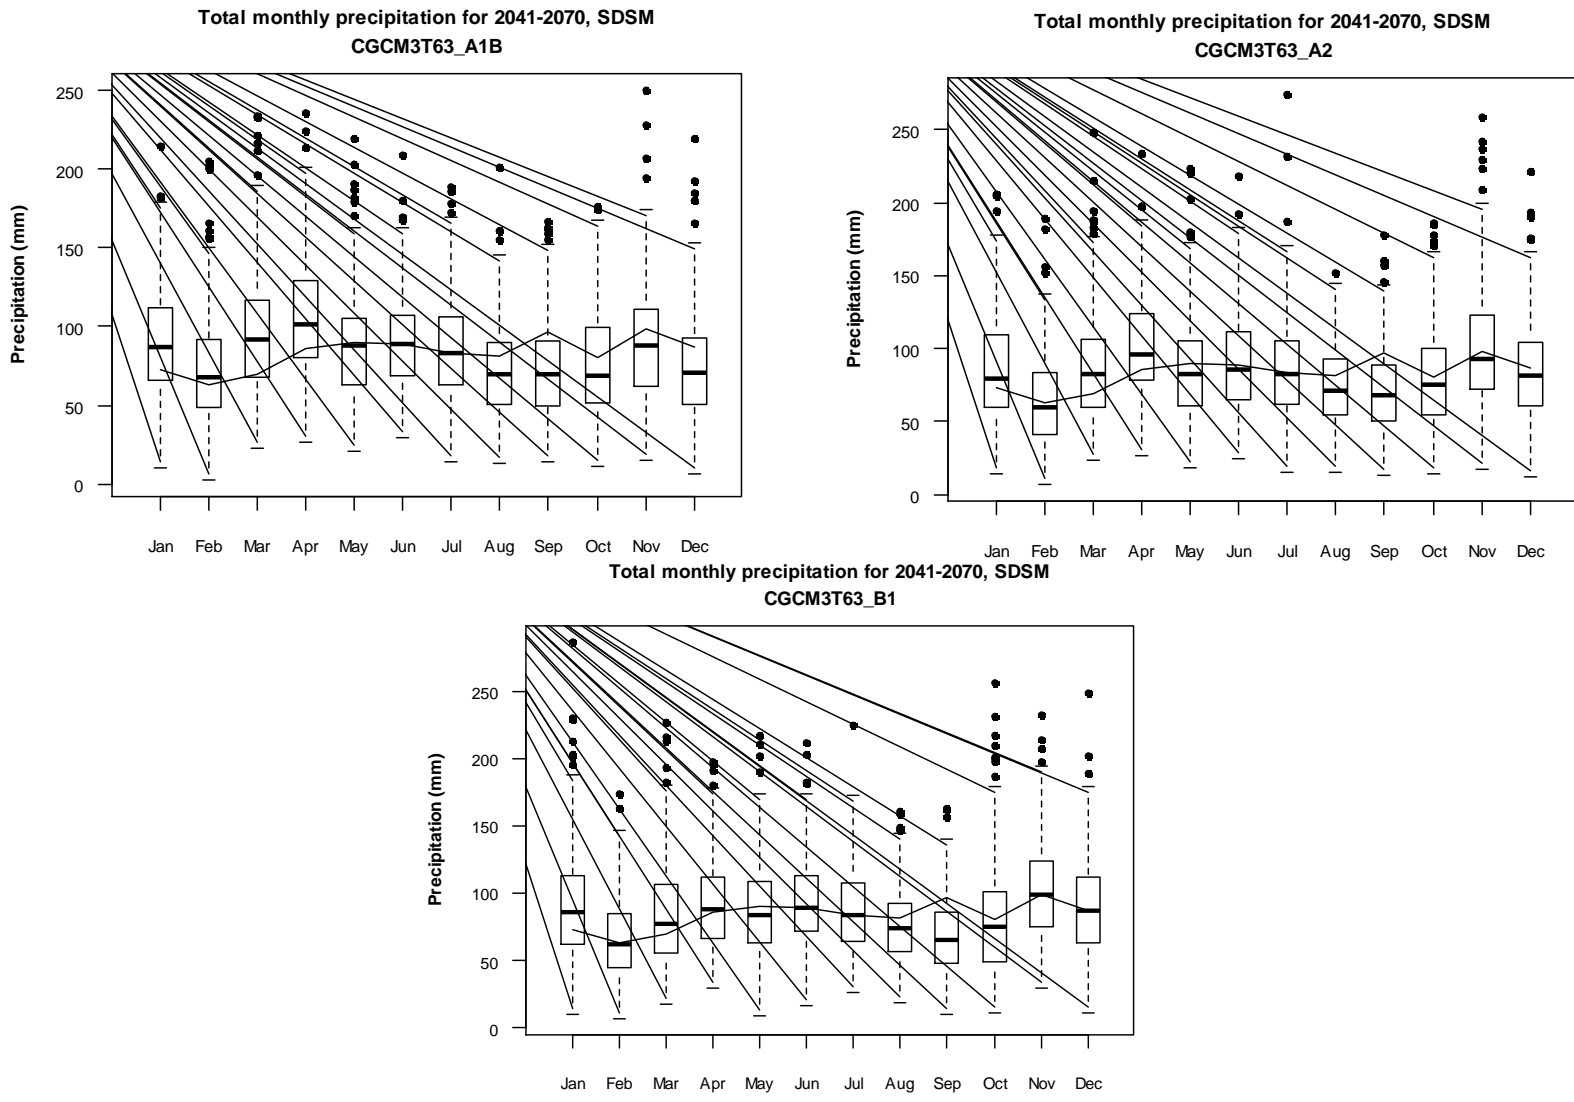 Total monthly precipitation for 2041-2070, SDSM
CGCM3T63_A1B
Precipitation (mm)
250
200
150
100
50
0
Jan Feb Mar Apr May Jun Jul Aug Sep Oct Nov Dec
Total monthly precipitation for 2041-2070, SDSM
CGCM3T63_A2
Precipitation (mm)
250
200
150
100
50
0
Jan Feb Mar Apr May Jun Jul Aug Sep Oct Nov Dec
Total monthly precipitation for 2041-2070, SDSM
CGCM3T63_B1
Precipitation (mm)
250
200
150
100
50
0
Jan Feb Mar Apr May Jun Jul Aug Sep Oct Nov Dec